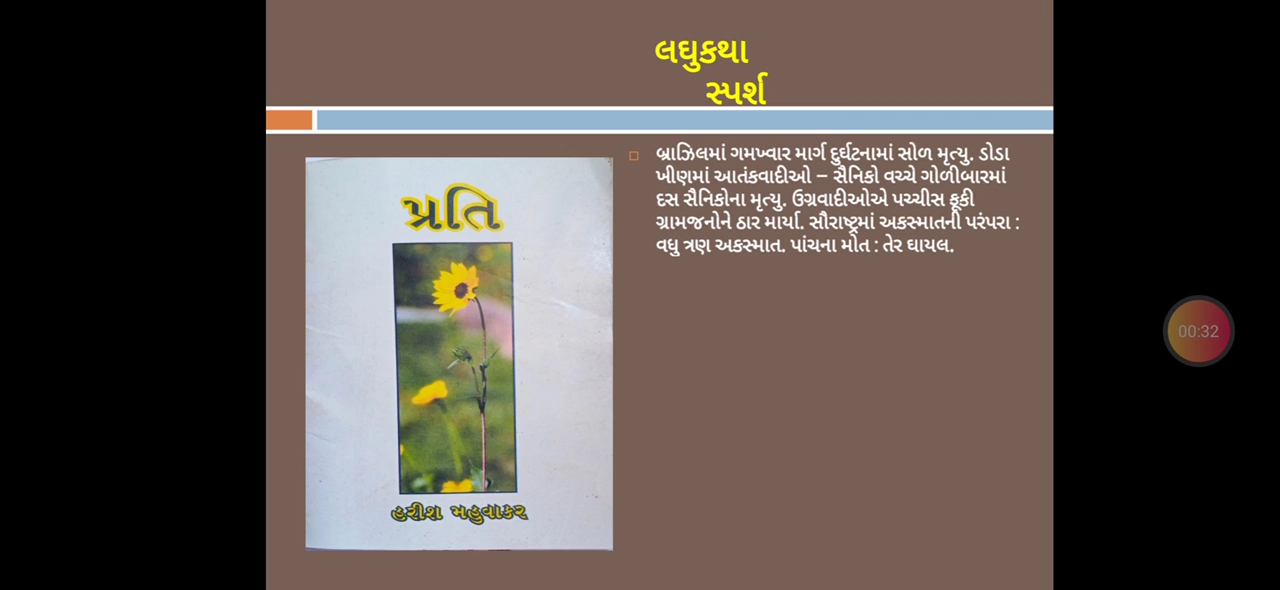 લઘુકથા
સ્પર્શ
બ્રાઝિલમાં ગમખ્વાર માર્ગ દુર્ઘટનામાં સોળ મૃત્યુ. ડોડા
ખીણમાં આતંકવાદીઓ – સૈનિકો વચ્ચે ગોળીબારમાં
દસ સૈનિકોના મૃત્યુ. ઉગ્રવાદીઓએ પચ્ચીસ ફૂકી
ગ્રામજનોને ઠાર માર્યા. સૌરાષ્ટ્રમાં અકસ્માતની પરંપરા :
વધુ ત્રણ અકસ્માત. પાંચના મોત : તેર ઘાયલ.
પ્રતિ
હરીશ મહુવાકર
00:32